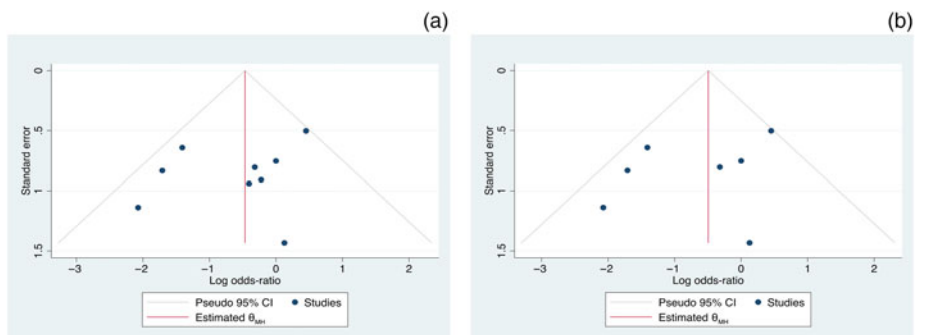 (a)
0
.5
1
1.5
Standard error
-3
-2
-1
0
1
2
Log odds-ratio
Pseudo 95% CI
Studies
Estimated θMH
(b)
0
.5
1
1.5
Standard error
-3
-2
-1
0
1
2
Log odds-ratio
Pseudo 95% CI
Studies
Estimated θMH